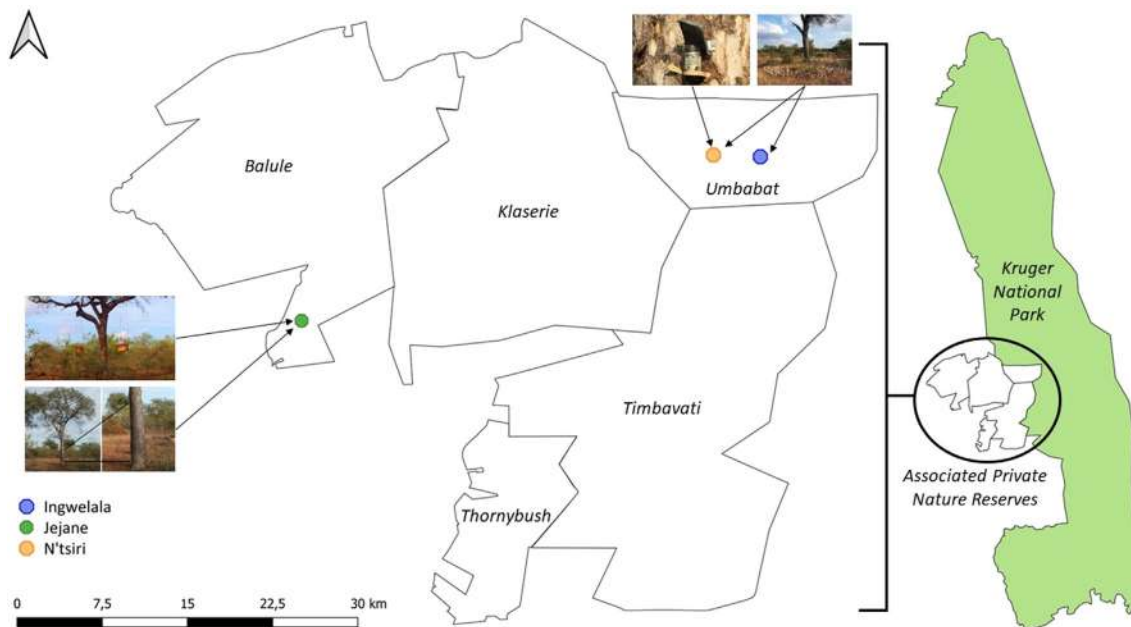 Balule
Klaserie
Umbabat
Kruger
National
Park
Timbavati
Associated Private
Nature Reserves
Thornybush
Ingwelala
Jejane
N'tsiri
0 7,5 15 22,5 30 km